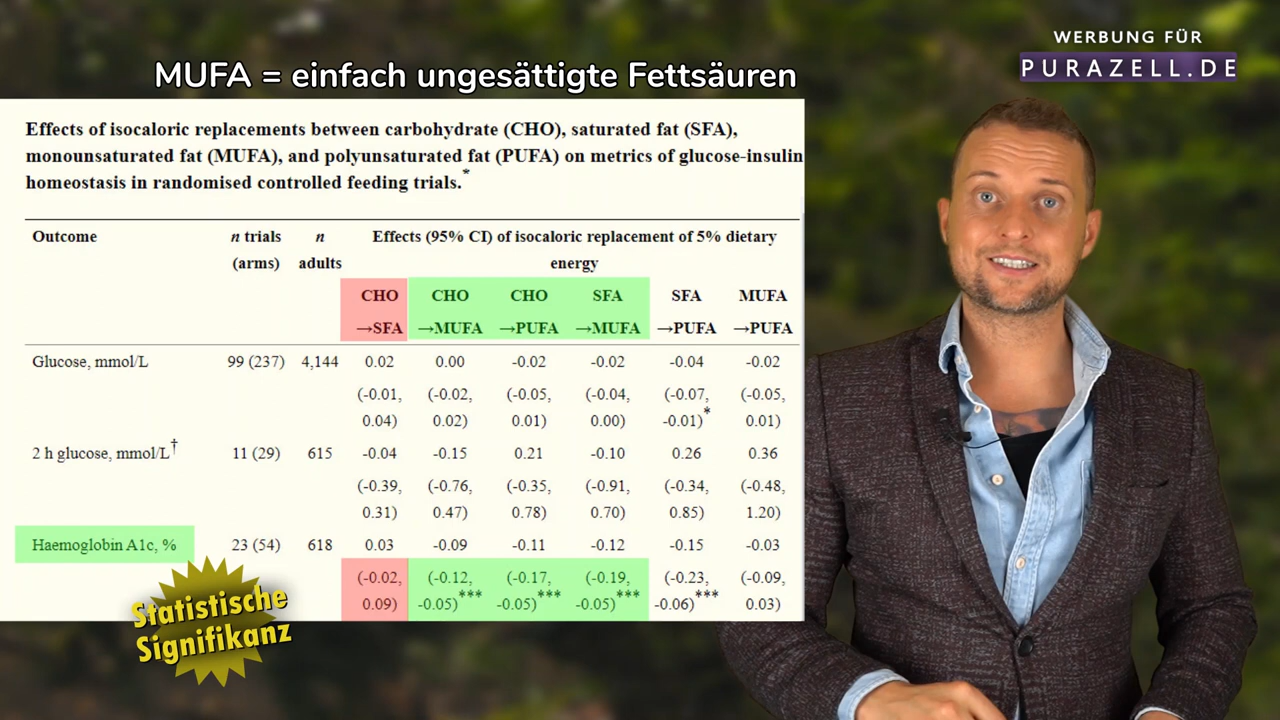 WERBUNG FÜR
PURAZELL.DE
MUFA = einfach ungesättigte Fettsäuren
Effects of isocaloric replacements between carbohydrate (CHO), saturated fat (SFA),
monounsaturated fat (MUFA), and polyunsaturated fat (PUFA) on metrics of glucose-insulin
homeostasis in randomised controlled feeding trials.*
Outcome n trials n Effects (95% CI) of isocaloric replacement of 5% dietary
(arms) adults energy
CHO CHO CHO SFA SFA MUFA
→SFA →MUFA →PUFA →MUFA →PUFA →PUFA
Glucose, mmol/L 99 (237) 4,144 0.02 0.00 -0.02 -0.02 -0.04 -0.02
(-0.01, (-0.02, (-0.05, (-0.04, (-0.07, (-0.05,
0.04) 0.02) 0.01) 0.00) -0.01)* 0.01)
2 h glucose, mmol/L† 11 (29) 615 -0.04 -0.15 0.21 -0.10 0.26 0.36
(-0.39, (-0.76, (-0.35, (-0.91, (-0.34, (-0.48,
0.31) 0.47) 0.78) 0.70) 0.85) 1.20)
Haemoglobin A1c, % 23 (54) 618 0.03 -0.09 -0.11 -0.12 -0.15 -0.03
(-0.02, (-0.12, (-0.17, (-0.19, (-0.23, (-0.09,
0.09) -0.05)*** -0.05)*** -0.05)*** -0.06)*** 0.03)
Statistische
Signifikanz